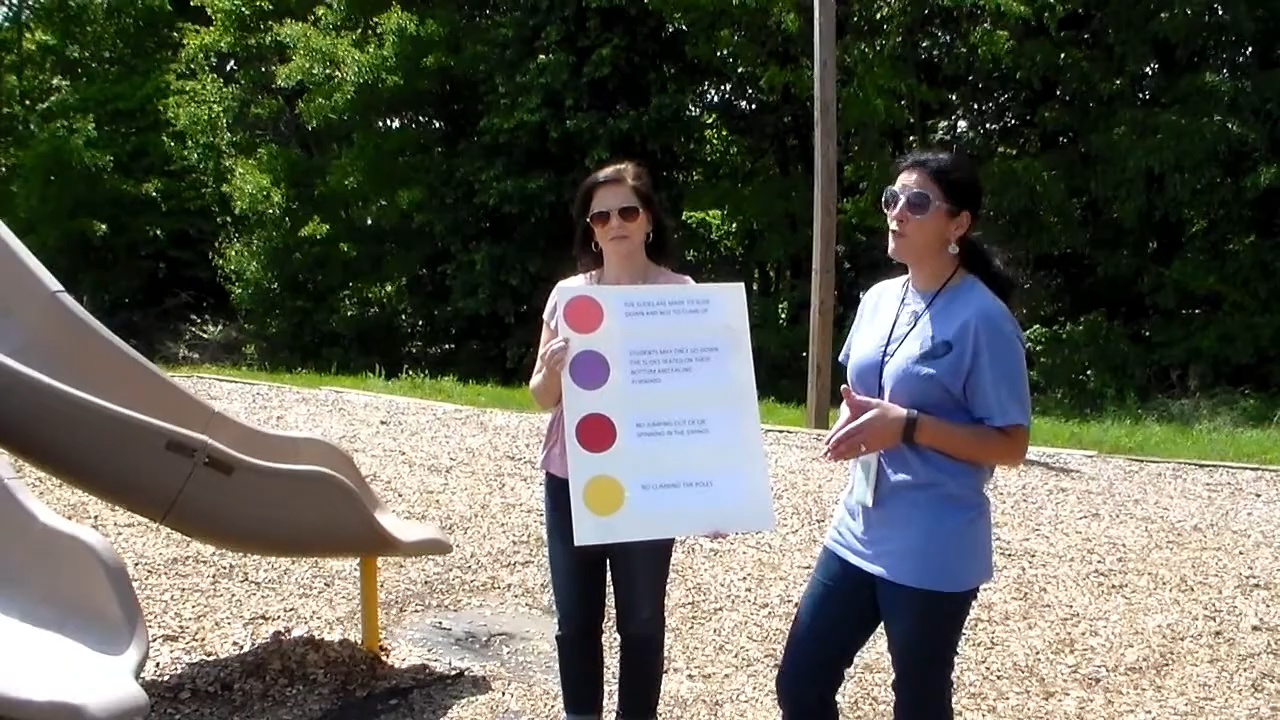 THE SLIDES ARE MADE TO SLIDE
DOWN AND NOT TO CLIMB UP
STUDENTS MAY ONLY GO DOWN
THE SLIDES SEATED ON THEIR
BOTTOM AND FACING
FORWARD
NO JUMPING OUT OF OR
SPINNING IN THE SWINGS
NO CLIMBING THE POLES